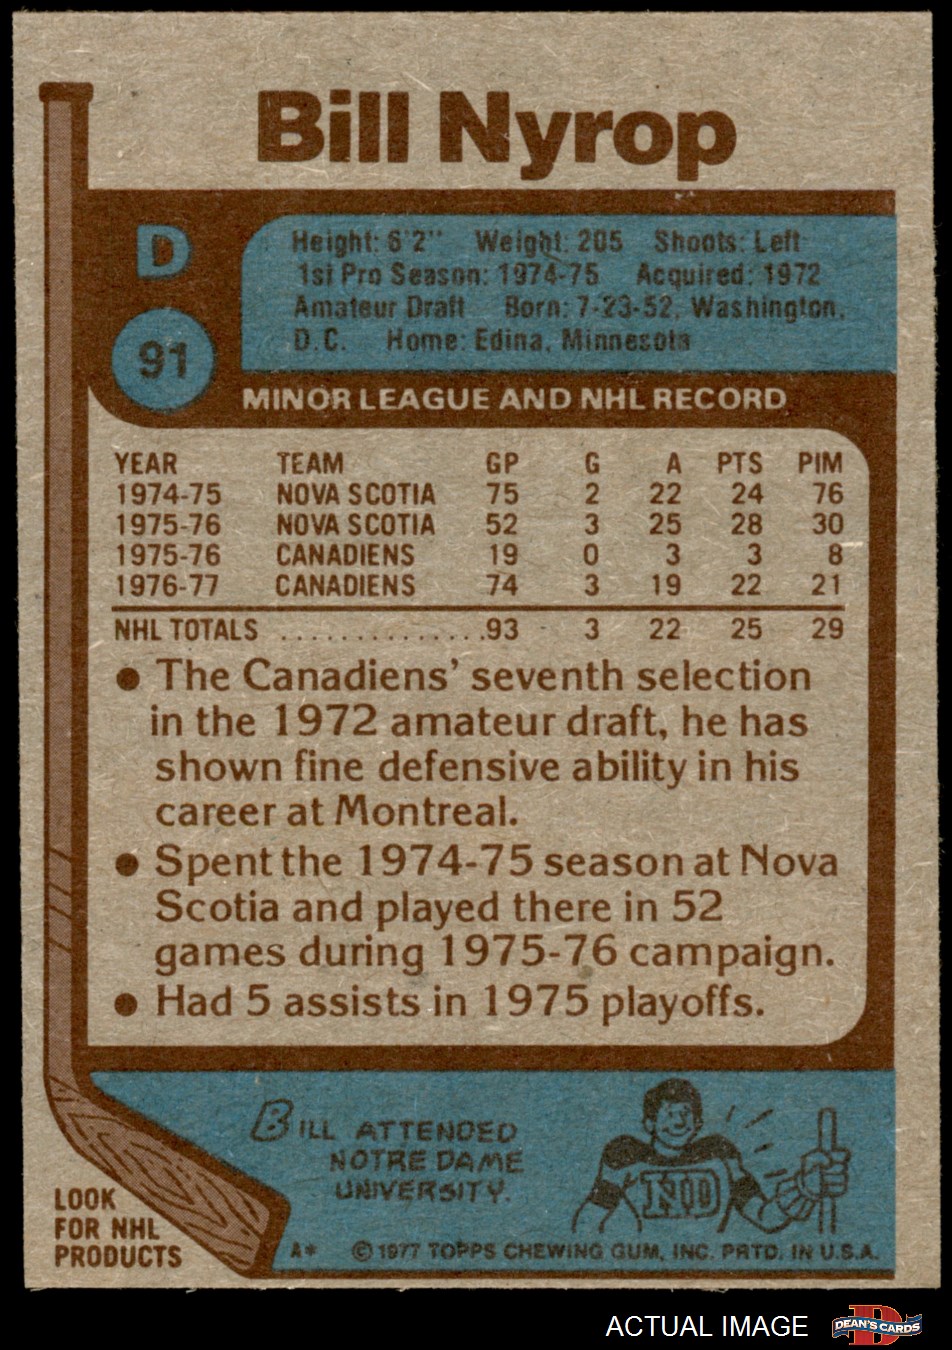 Bill Nyrop
D
91
Height: 6'2" Weight: 205 Shoots: Left
1st Pro Season: 1974-75 Acquired: 1972
Amateur Draft Born: 7-23-52, Washington,
D.C. Home: Edina, Minnesota
MINOR LEAGUE AND NHL RECORD
YEAR TEAM GP G A PTS PIM
1974-75 NOVA SCOTIA 75 2 22 24 76
1975-76 NOVA SCOTIA 52 3 25 28 30
1975-76 CANADIENS 19 0 3 3 8
1976-77 CANADIENS 74 3 19 22 21
NHL TOTALS ...............93 3 22 25 29
• The Canadiens' seventh selection
in the 1972 amateur draft, he has
shown fine defensive ability in his
career at Montreal.
• Spent the 1974-75 season at Nova
Scotia and played there in 52
games during 1975-76 campaign.
• Had 5 assists in 1975 playoffs.
BILL ATTENDED
NOTRE DAME
UNIVERSITY.
ND
LOOK
FOR NHL
PRODUCTS
A* © 1977 TOPPS CHEWING GUM, INC. PRTD. IN U.S.A.
ACTUAL IMAGE
D
DEAN'S CARDS